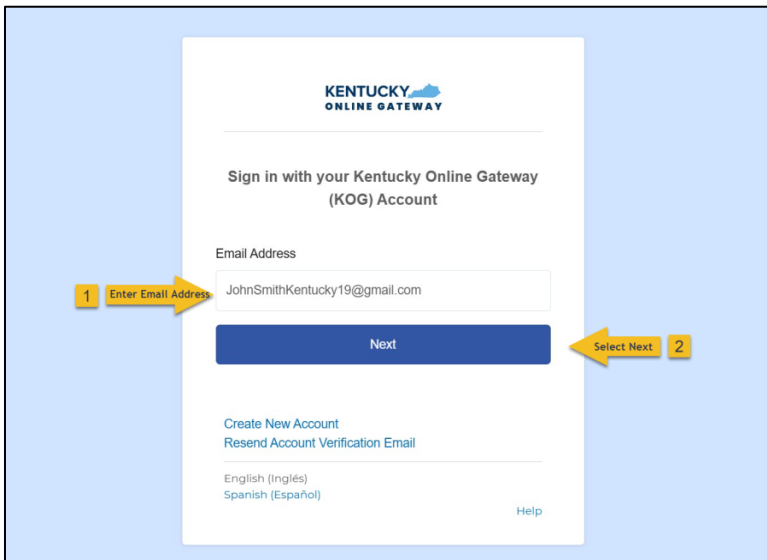 KENTUCKY
ONLINE GATEWAY
Sign in with your Kentucky Online Gateway
(KOG) Account
Email Address
1 Enter Email Address
JohnSmithKentucky19@gmail.com
Next
Select Next 2
Create New Account
Resend Account Verification Email
English (Inglés)
Spanish (Español)
Help